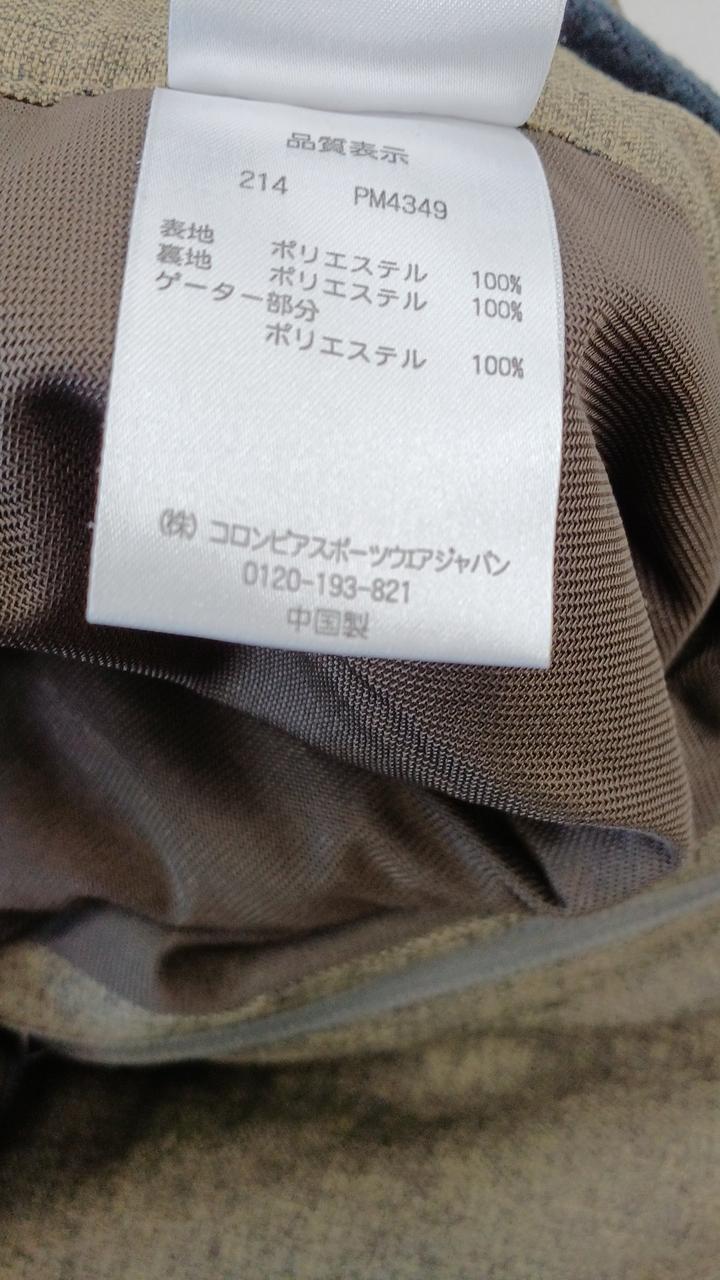 品質表示
214 PM4349
表地 ポリエステル 100%
裏地 ポリエステル 100%
ゲーター部分
ポリエステル 100%
(株) コロンビアスポーツウエアジャパン
0120-193-821
中国製